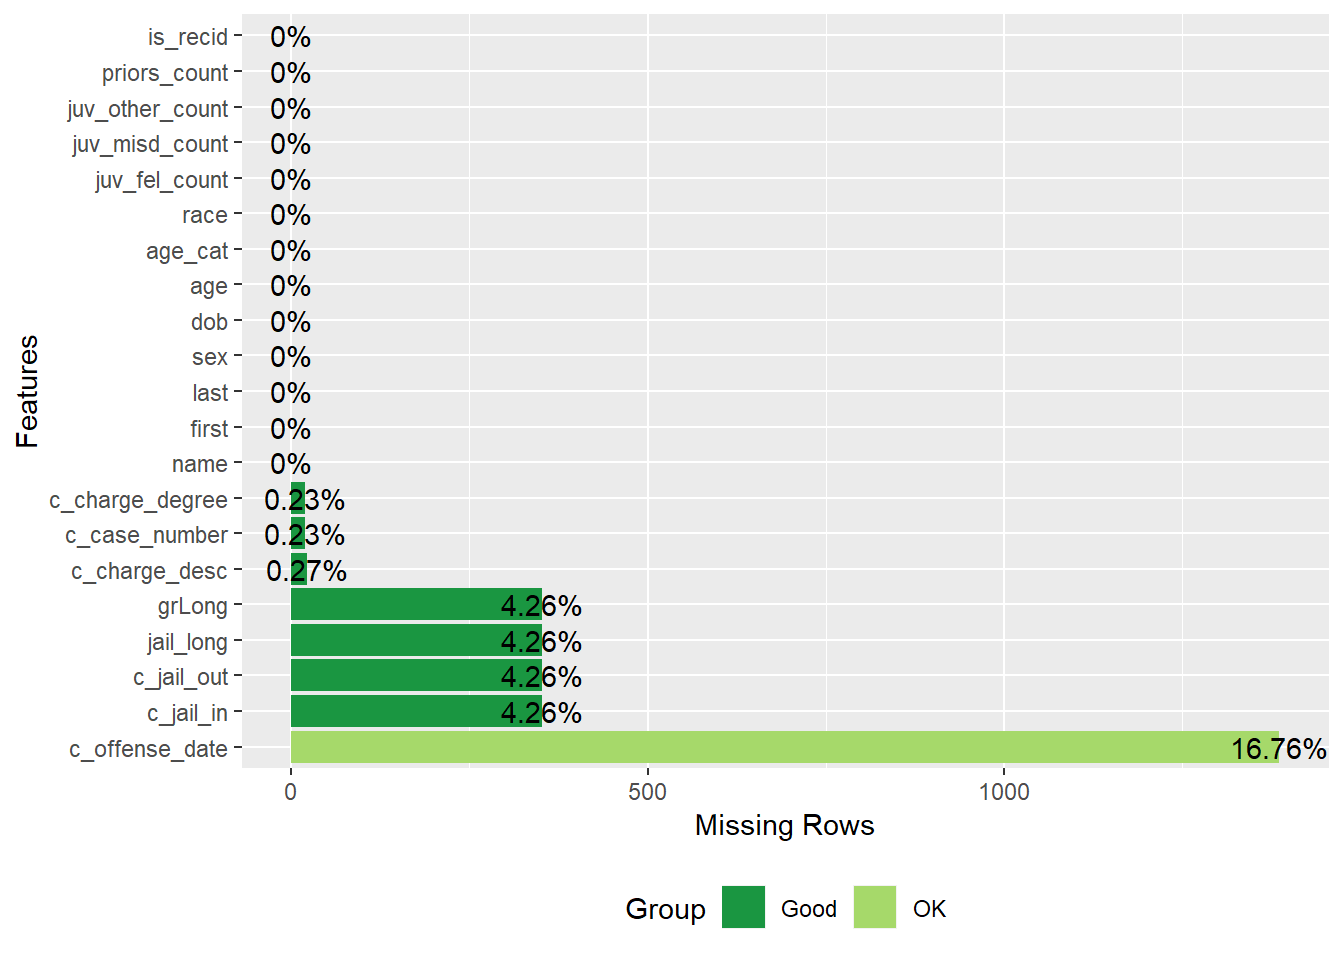 is_recid 0%
priors_count 0%
juv_other_count 0%
juv_misd_count 0%
juv_fel_count 0%
race 0%
age_cat 0%
age 0%
dob 0%
sex 0%
last 0%
first 0%
name 0%
c_charge_degree 0.23%
c_case_number 0.23%
c_charge_desc 0.27%
grLong 4.26%
jail_long 4.26%
c_jail_out 4.26%
c_jail_in 4.26%
c_offense_date 16.76%
Features
0 500 1000
Missing Rows
Group Good OK